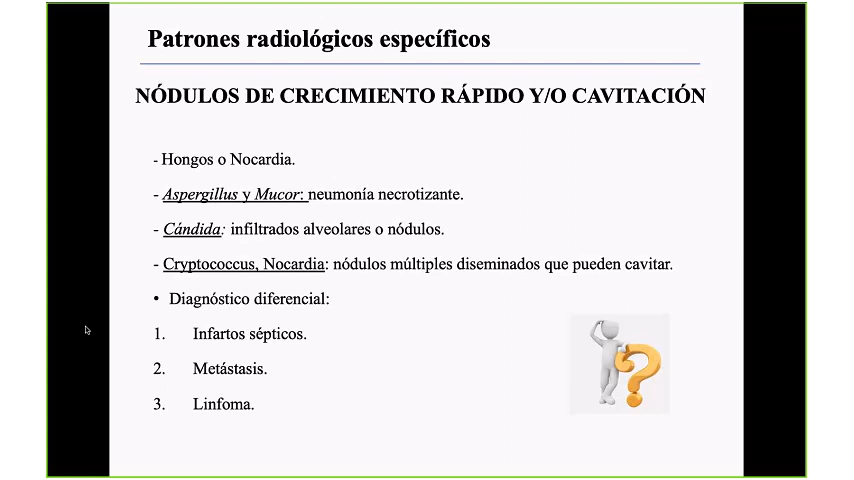 Patrones radiológicos específicos
NÓDULOS DE CRECIMIENTO RÁPIDO Y/O CAVITACIÓN
- Hongos o Nocardia.
- Aspergillus y Mucor: neumonía necrotizante.
- Cándida: infiltrados alveolares o nódulos.
- Cryptococcus, Nocardia: nódulos múltiples diseminados que pueden cavitar.
• Diagnóstico diferencial:
1. Infartos sépticos.
2. Metástasis.
3. Linfoma.